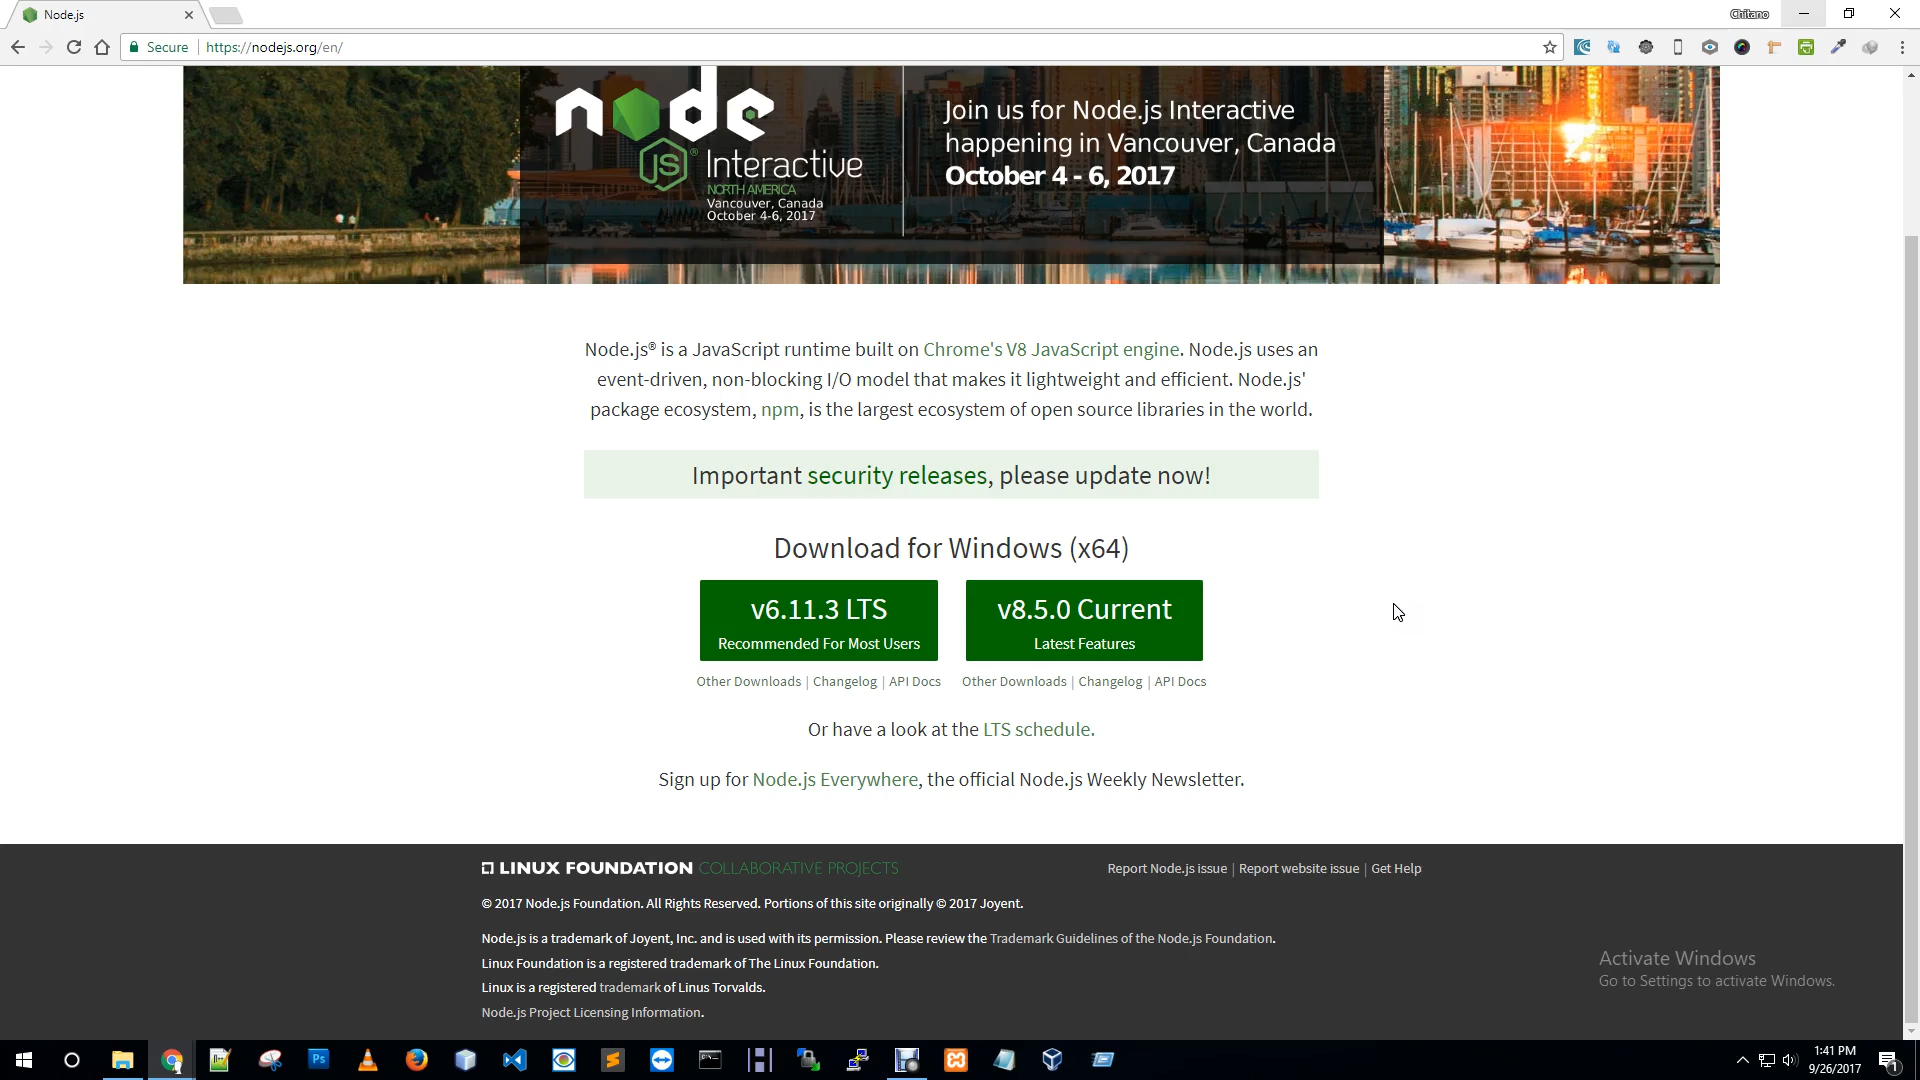 Node.js
Chitano
Secure
https://nodejs.org/en/
node
JS
®
Interactive
NORTH AMERICA
Vancouver, Canada
October 4-6, 2017
Join us for Node.js Interactive
happening in Vancouver, Canada
October 4 - 6, 2017
Node.js® is a JavaScript runtime built on Chrome's V8 JavaScript engine. Node.js uses an
event-driven, non-blocking I/O model that makes it lightweight and efficient. Node.js'
package ecosystem, npm, is the largest ecosystem of open source libraries in the world.
Important security releases, please update now!
Download for Windows (x64)
v6.11.3 LTS
Recommended For Most Users
v8.5.0 Current
Latest Features
Other Downloads | Changelog | API Docs
Other Downloads | Changelog | API Docs
Or have a look at the LTS schedule.
Sign up for Node.js Everywhere, the official Node.js Weekly Newsletter.
LINUX FOUNDATION COLLABORATIVE PROJECTS
Report Node.js issue | Report website issue | Get Help
© 2017 Node.js Foundation. All Rights Reserved. Portions of this site originally © 2017 Joyent.
Node.js is a trademark of Joyent, Inc. and is used with its permission. Please review the Trademark Guidelines of the Node.js Foundation.
Linux Foundation is a registered trademark of The Linux Foundation.
Linux is a registered trademark of Linus Torvalds.
Node.js Project Licensing Information.
Activate Windows
Go to Settings to activate Windows.
Ps
1:41 PM
9/26/2017
1